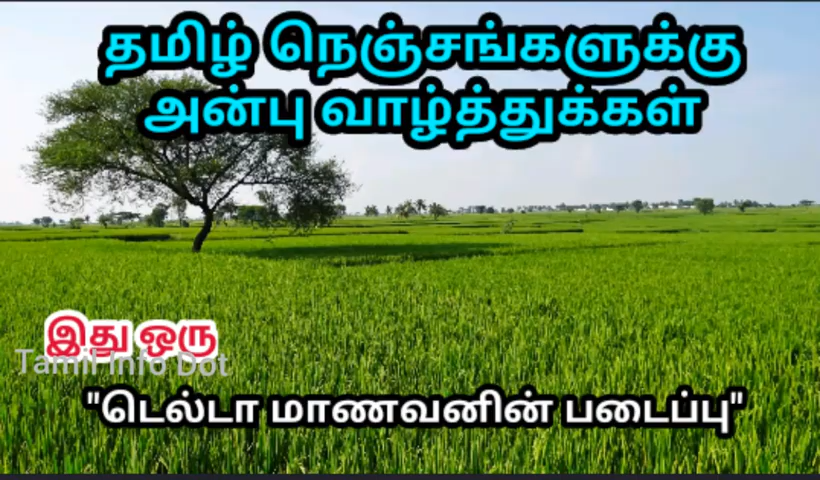 தமிழ் நெஞ்சங்களுக்கு
அன்பு வாழ்த்துக்கள்
இது ஒரு
Tamil Info Dot
"டெல்டா மாணவனின் படைப்பு"